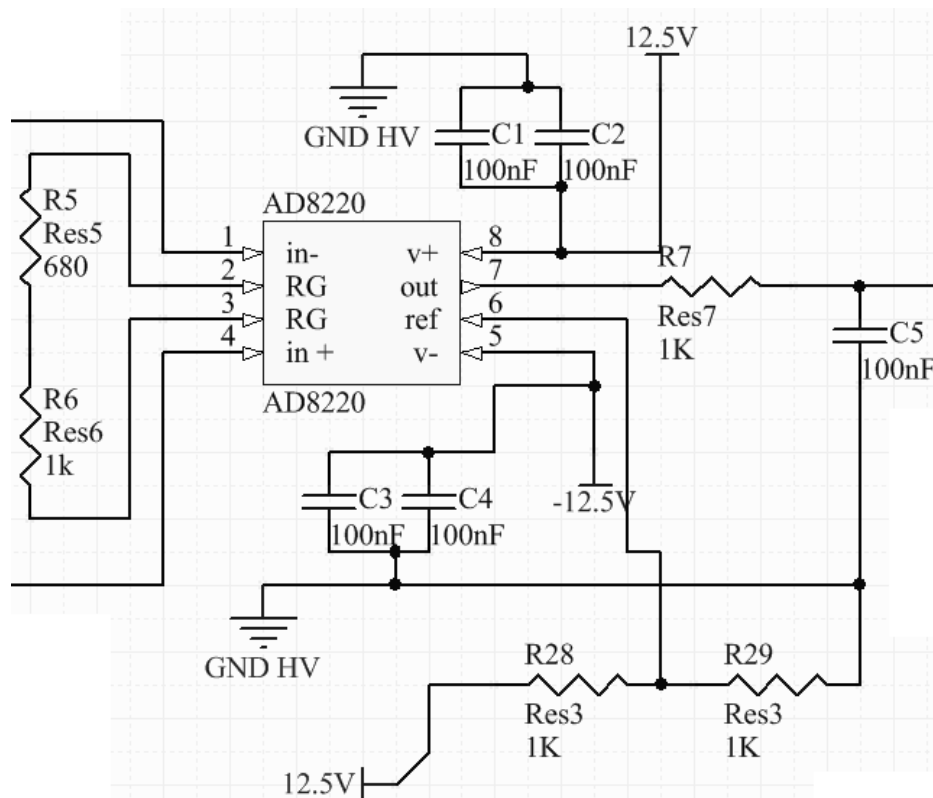 12.5V
GND HV
C1
100nF
C2
100nF
R5
Res5
680
AD8220
1
in-
2
RG
3
RG
4
in +
8
v+
7
out
6
ref
5
v-
AD8220
R7
Res7
1K
C5
100nF
R6
Res6
1k
C3
100nF
C4
100nF
-12.5V
GND HV
R28
Res3
1K
R29
Res3
1K
12.5V